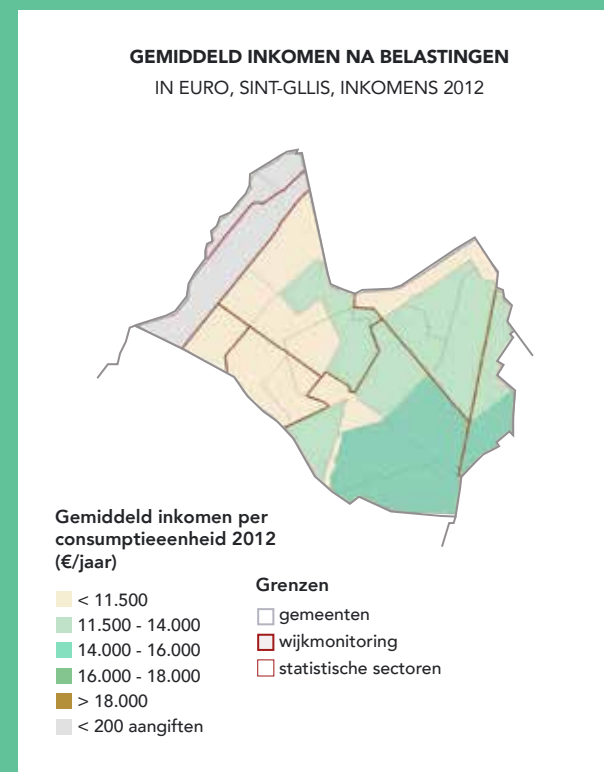 GEMIDDELD INKOMEN NA BELASTINGEN
IN EURO, SINT-GLLIS, INKOMENS 2012
Gemiddeld inkomen per
consumptieeenheid 2012
(€/jaar)
< 11.500
11.500 - 14.000
14.000 - 16.000
16.000 - 18.000
> 18.000
< 200 aangiften
Grenzen
gemeenten
wijkmonitoring
statistische sectoren